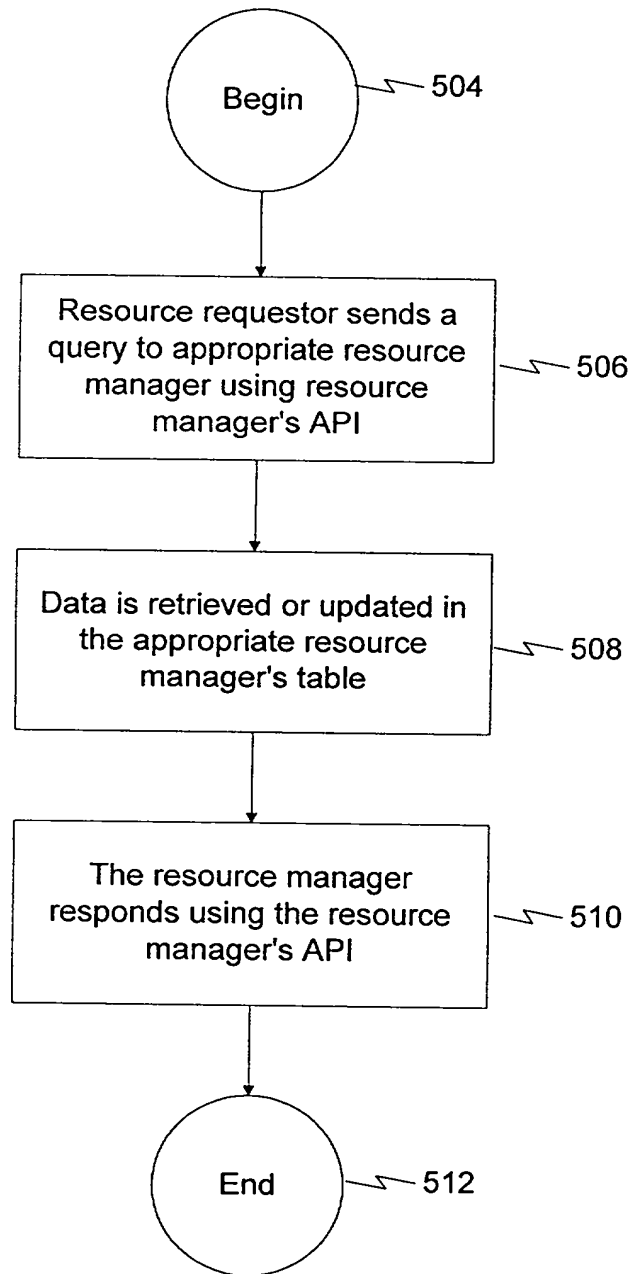 Begin
504
Resource requestor sends a
query to appropriate resource
manager using resource
manager's API
506
Data is retrieved or updated in
the appropriate resource
manager's table
508
The resource manager
responds using the resource
manager's API
510
End
512